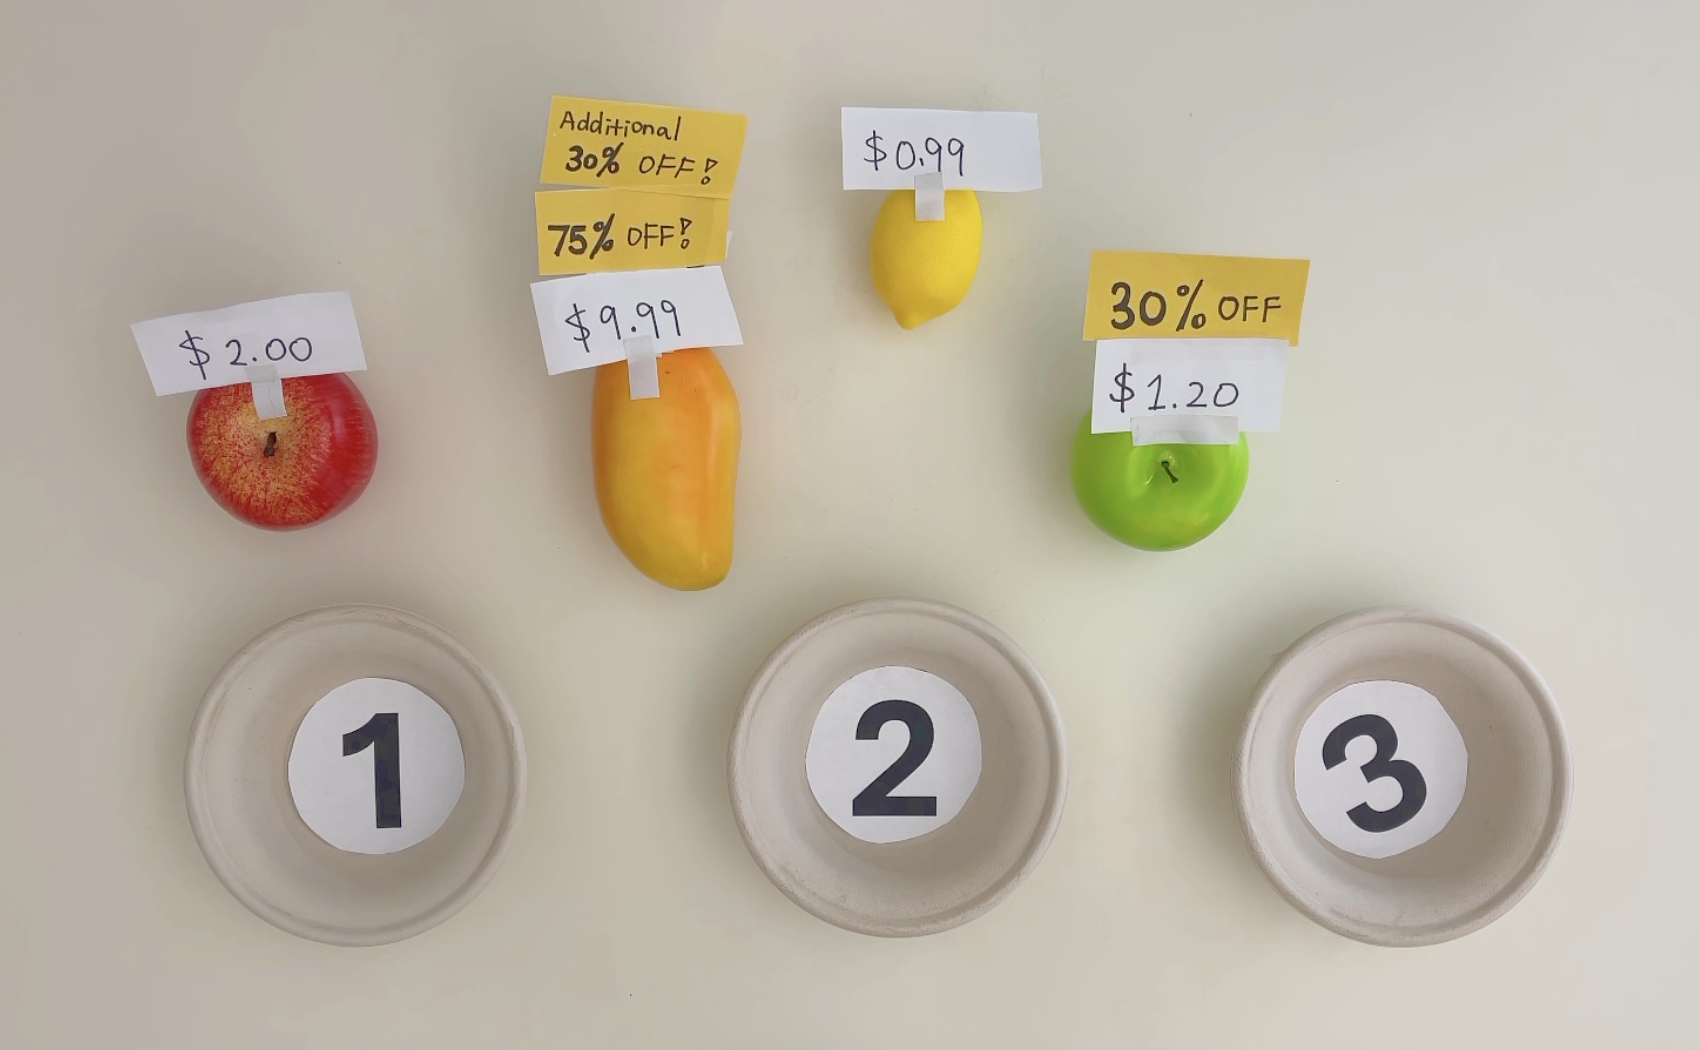 $2.00
Additional
30% OFF!
75% OFF!
$9.99
$0.99
30% OFF
$1.20
1
2
3